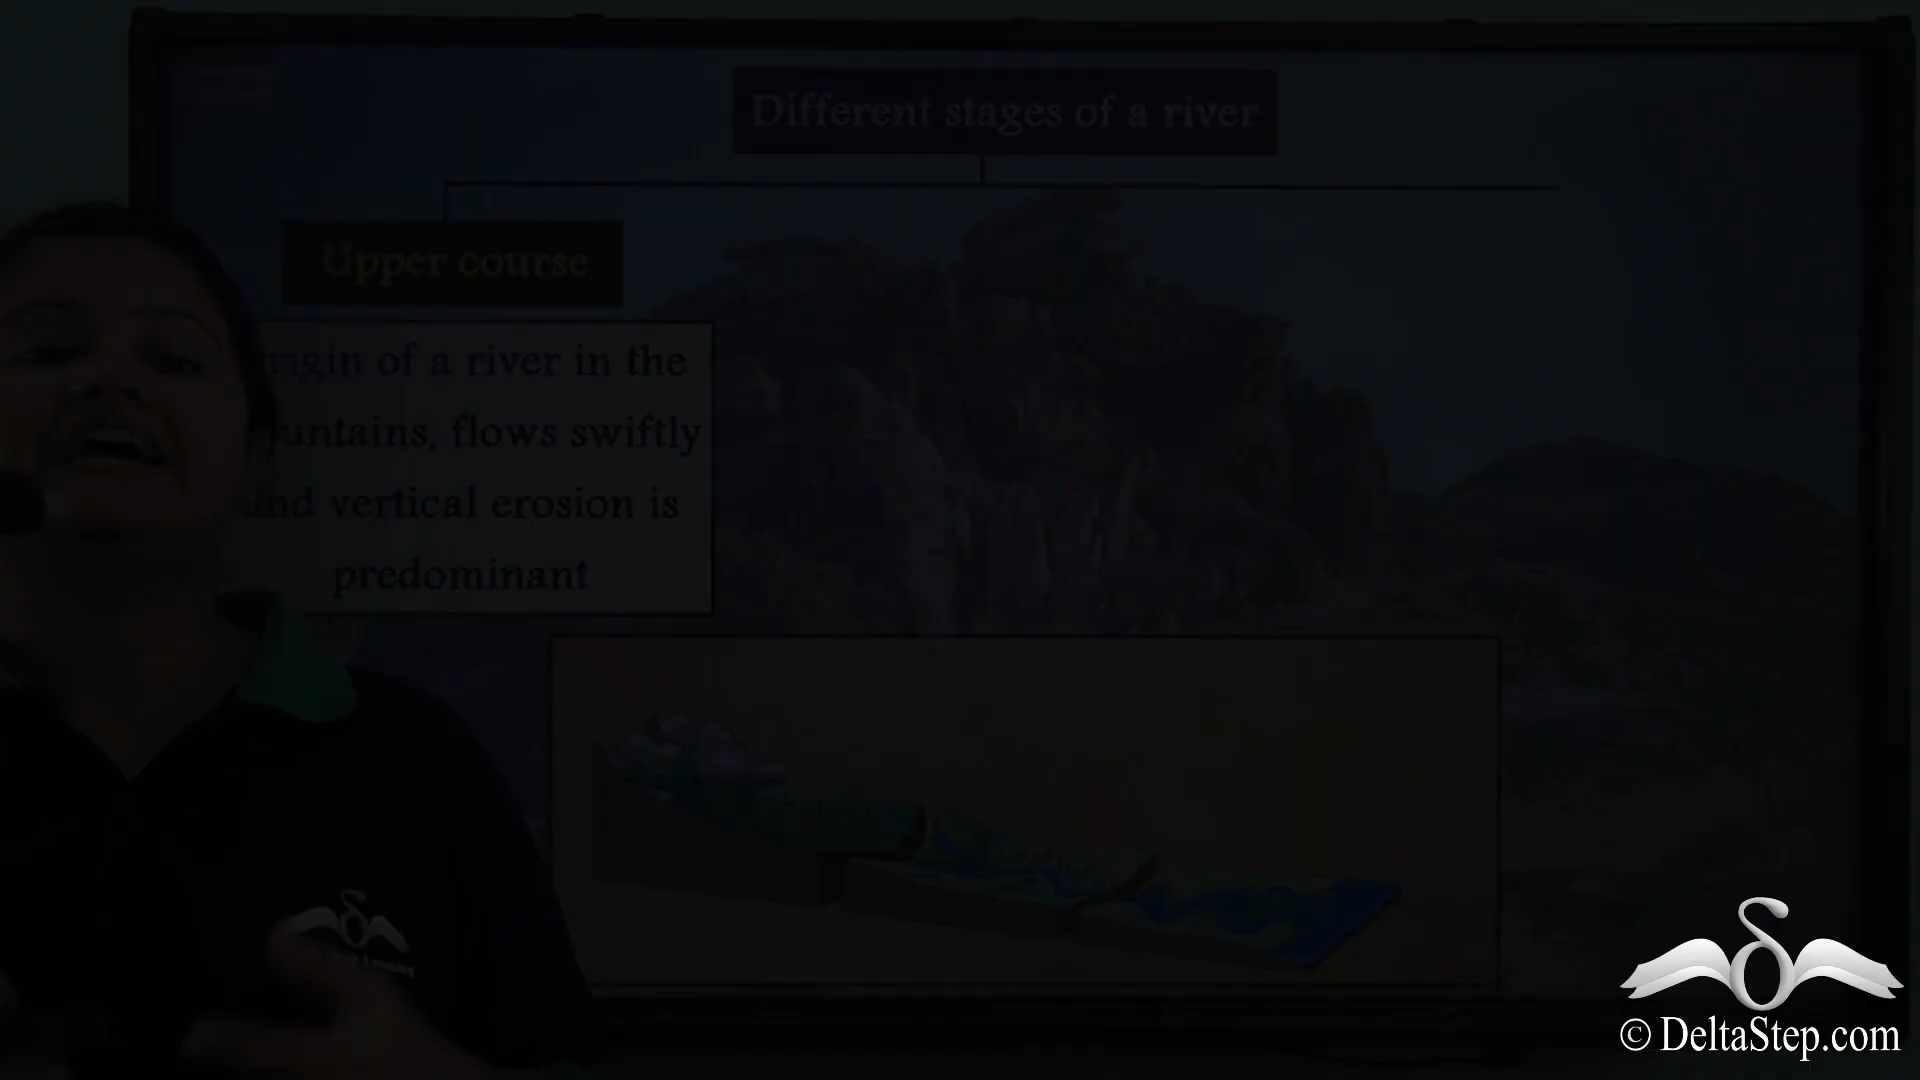 Different stages of a river
Upper course
rigin of a river in the
untains, flows swiftly
and vertical erosion is
predominant
© DeltaStep.com